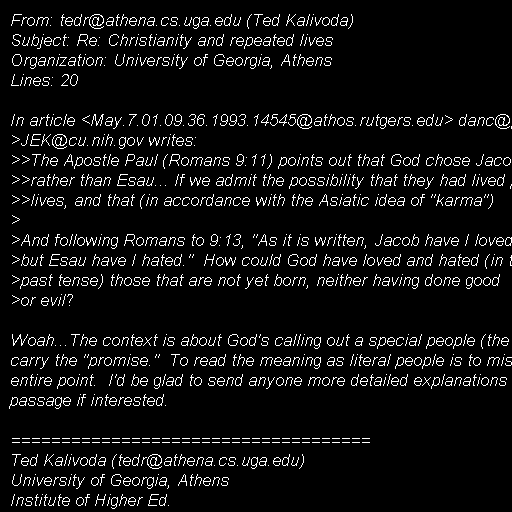 From: tedr@athena.cs.uga.edu (Ted Kalivoda)
Subject: Re: Christianity and repeated lives
Organization: University of Georgia, Athens
Lines: 20

In article <May.7.01.09.36.1993.14545@athos.rutgers.edu> danc@
>JEK@cu.nih.gov writes:
>>The Apostle Paul (Romans 9:11) points out that God chose Jaco
>>rather than Esau... If we admit the possibility that they had lived
>>lives, and that (in accordance with the Asiatic idea of "karma")
>
>And following Romans to 9:13, "As it is written, Jacob have I loved
>but Esau have I hated."  How could God have loved and hated (in
>past tense) those that are not yet born, neither having done good
>or evil?

Woah...The context is about God's calling out a special people (the
carry the "promise."  To read the meaning as literal people is to mis
entire point.  I'd be glad to send anyone more detailed explanations
passage if interested.

====================================
Ted Kalivoda (tedr@athena.cs.uga.edu)
University of Georgia, Athens
Institute of Higher Ed.